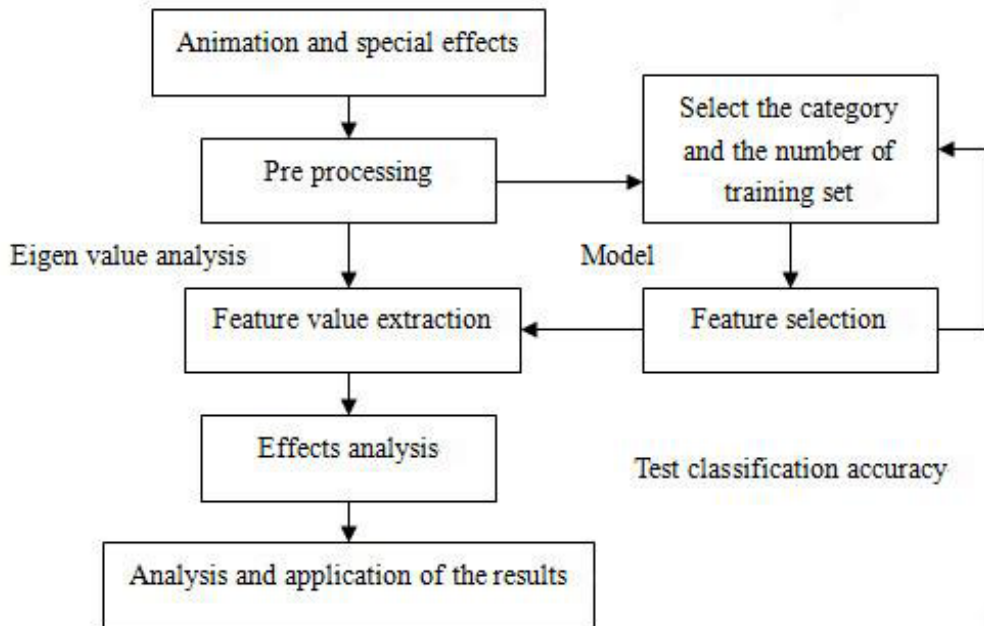 Animation and special effects
Select the category
and the number of
training set
Pre processing
Eigen value analysis
Model
Feature value extraction
Feature selection
Effects analysis
Test classification accuracy
Analysis and application of the results